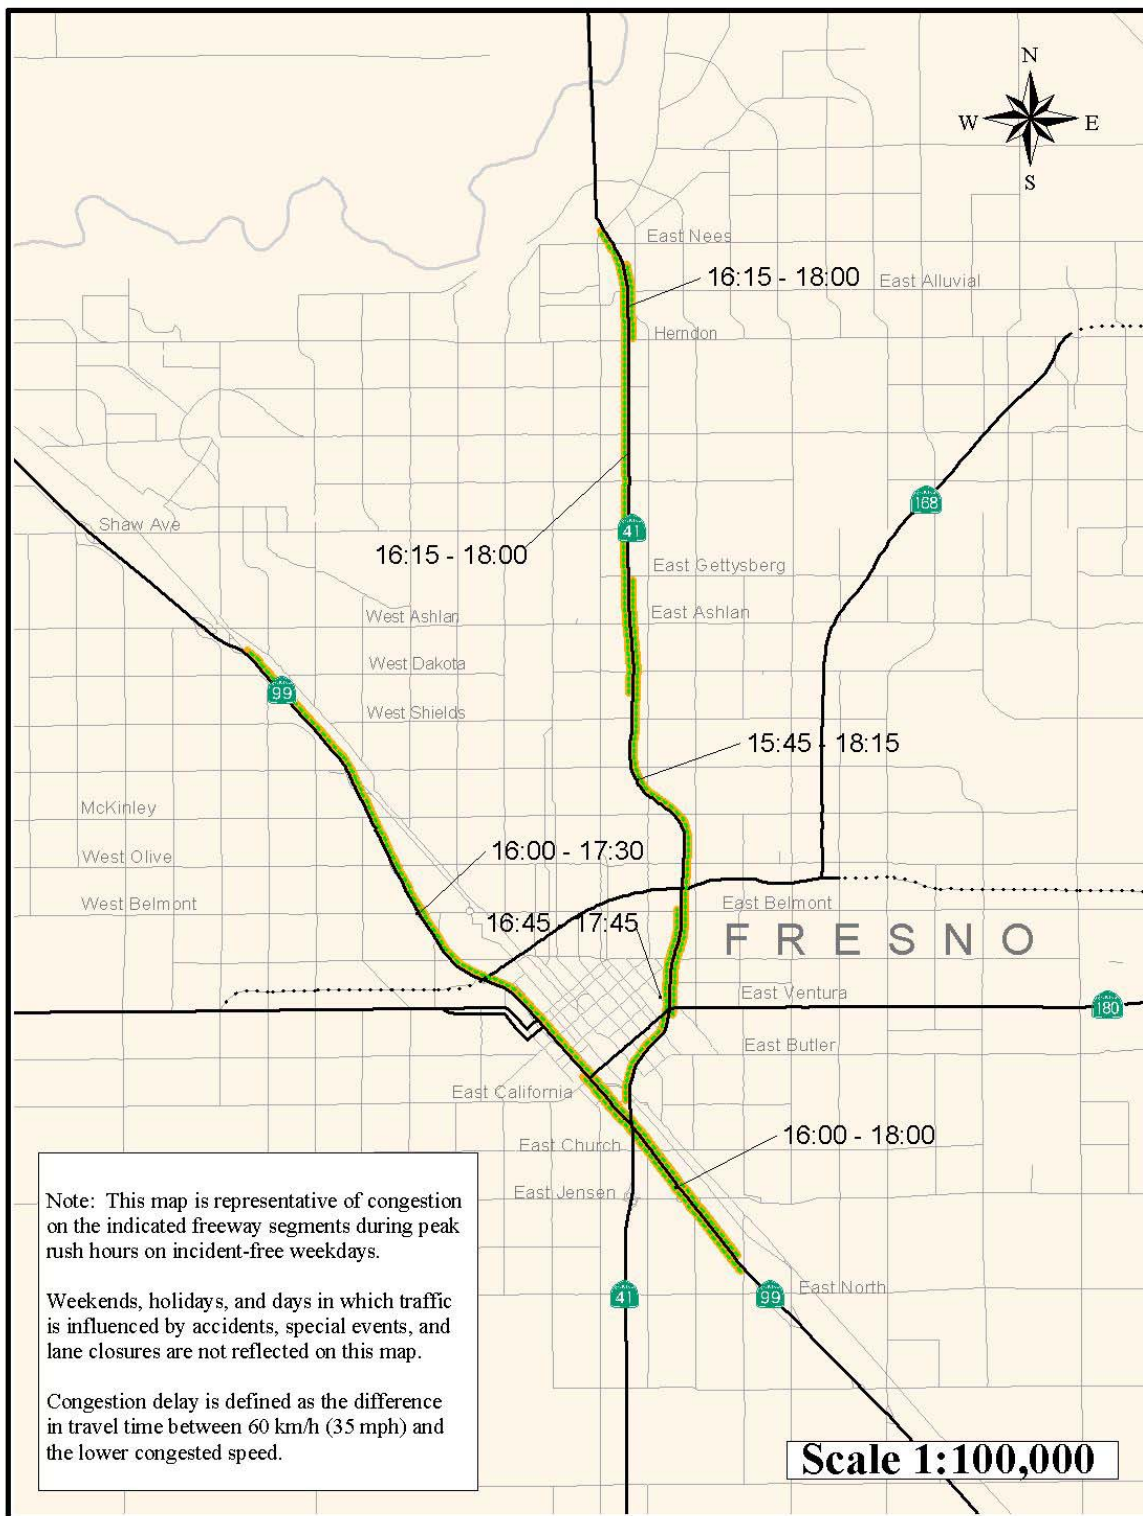 N
W E
S
East Nees
16:15 - 18:00
East Alluvial
Herndon
168
Shaw Ave
41
16:15 - 18:00
East Gettysberg
West Ashlan
East Ashlan
West Dakota
99
West Shields
15:45 - 18:15
McKinley
16:00 - 17:30
West Olive
West Belmont
East Belmont
16:45 - 17:45
FRESNO
East Ventura
180
East Butler
East California
16:00 - 18:00
East Church
East Jensen
East North
41
99
Note: This map is representative of congestion
on the indicated freeway segments during peak
rush hours on incident-free weekdays.
Weekends, holidays, and days in which traffic
is influenced by accidents, special events, and
lane closures are not reflected on this map.
Congestion delay is defined as the difference
in travel time between 60 km/h (35 mph) and
the lower congested speed.
Scale 1:100,000